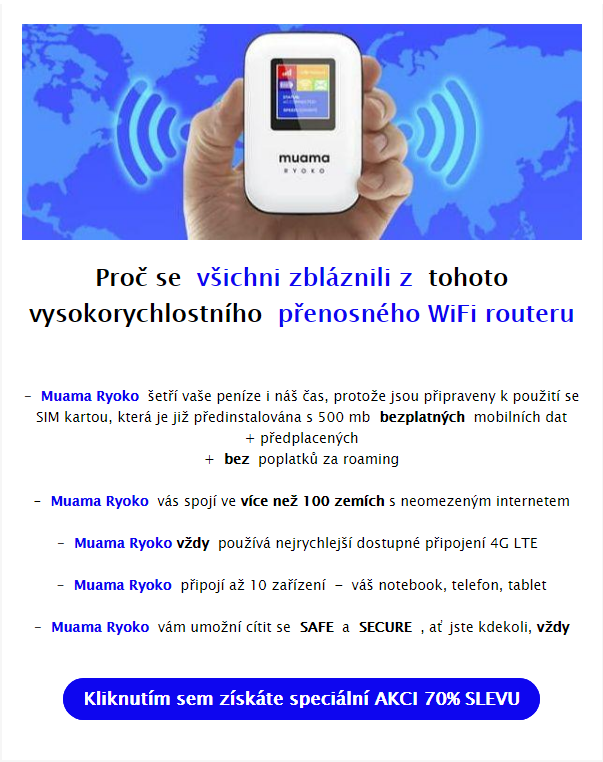 muama
RYOKO
Proč se všichni zbláznili z tohoto
vysokorychlostního přenosného WiFi routeru
- Muama Ryoko šetří vaše peníze i náš čas, protože jsou připraveny k použití se
SIM kartou, která je již předinstalována s 500 mb bezplatných mobilních dat
+ předplacených
+ bez poplatků za roaming
- Muama Ryoko vás spojí ve více než 100 zemích s neomezeným internetem
- Muama Ryoko vždy používá nejrychlejší dostupné připojení 4G LTE
- Muama Ryoko připojí až 10 zařízení - váš notebook, telefon, tablet
- Muama Ryoko vám umožní cítit se SAFE a SECURE , ať jste kdekoli, vždy
Kliknutím sem získáte speciální AKCI 70% SLEVU